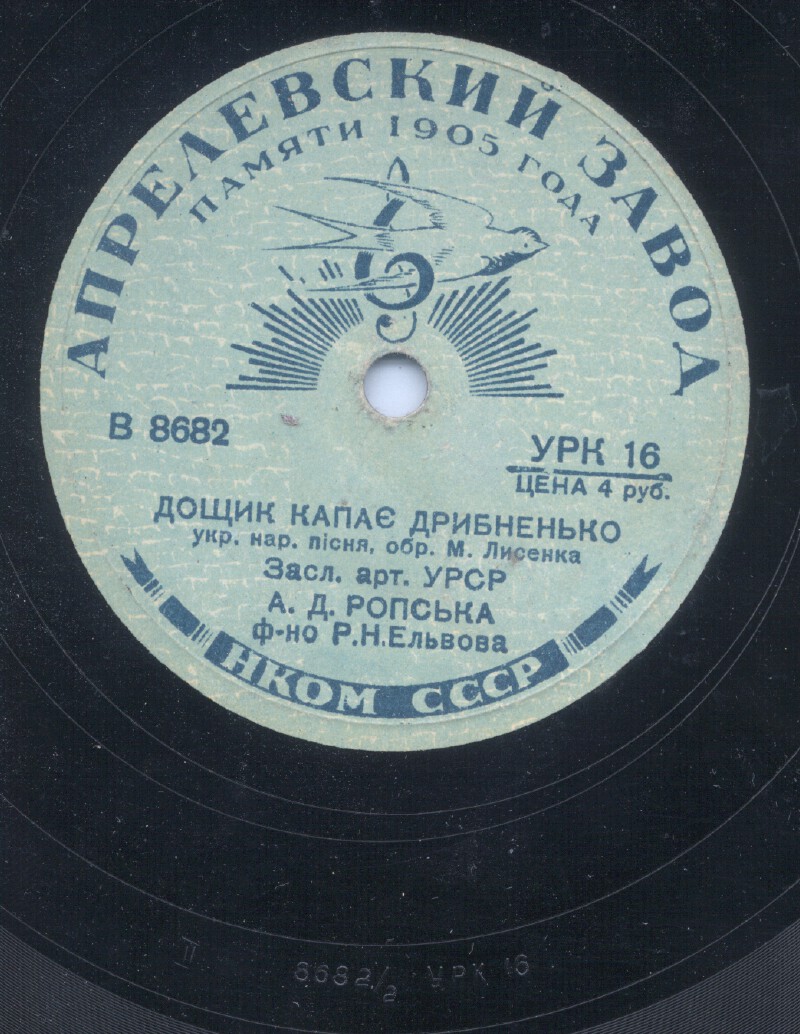 АПРЕЛЕВСКИЙ ЗАВОД
ПАМЯТИ 1905 ГОДА
В 8682
УРК 16
ЦЕНА 4 руб.
ДОЩИК КАПАЄ ДРИБНЕНЬКО
укр. нар. пісня, обр. М. Лисенка
Засл. арт. УРСР
А. Д. РОПСЬКА
ф-но Р.Н.Ельвова
НКОМ СССР
II 8682/2 УРК 16